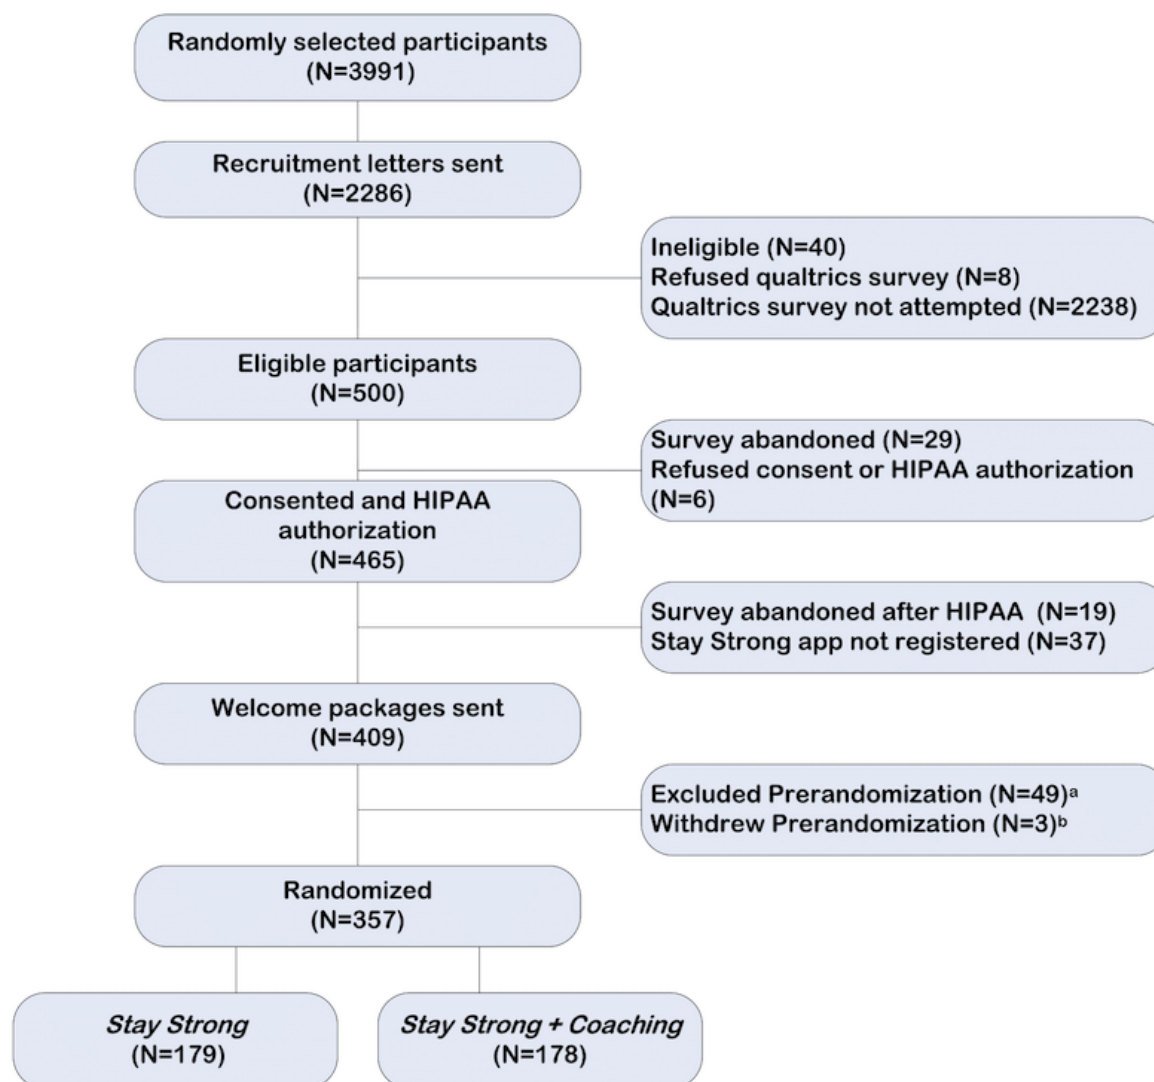 Randomly selected participants
(N=3991)
Recruitment letters sent
(N=2286)
Ineligible (N=40)
Refused qualtrics survey (N=8)
Qualtrics survey not attempted (N=2238)
Eligible participants
(N=500)
Survey abandoned (N=29)
Refused consent or HIPAA authorization
(N=6)
Consented and HIPAA
authorization
(N=465)
Survey abandoned after HIPAA (N=19)
Stay Strong app not registered (N=37)
Welcome packages sent
(N=409)
Excluded Prerandomization (N=49)ᵃ
Withdrew Prerandomization (N=3)ᵇ
Randomized
(N=357)
Stay Strong
(N=179)
Stay Strong + Coaching
(N=178)